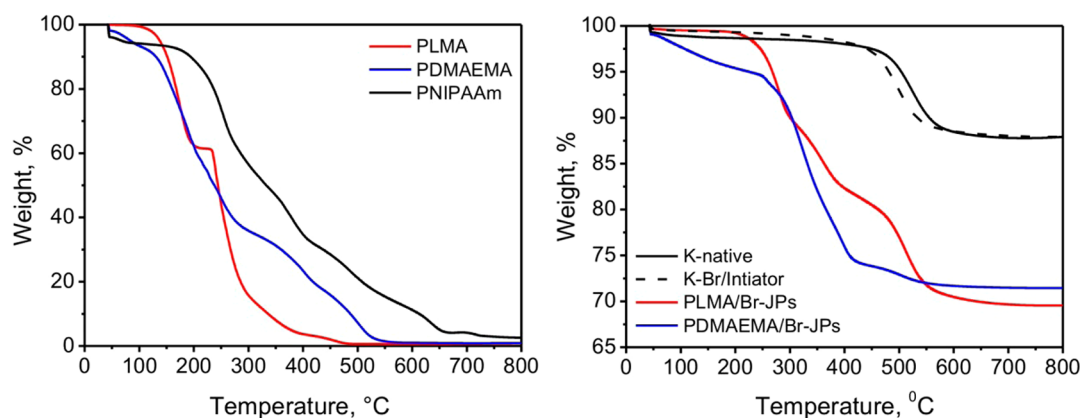 100
80
60
40
20
0
Weight, %
0 100 200 300 400 500 600 700 800
Temperature, °C
PLMA
PDMAEMA
PNIPAAm
100
95
90
85
80
75
70
65
Weight, %
0 100 200 300 400 500 600 700 800
Temperature, ⁰C
K-native
K-Br/Intiator
PLMA/Br-JPs
PDMAEMA/Br-JPs